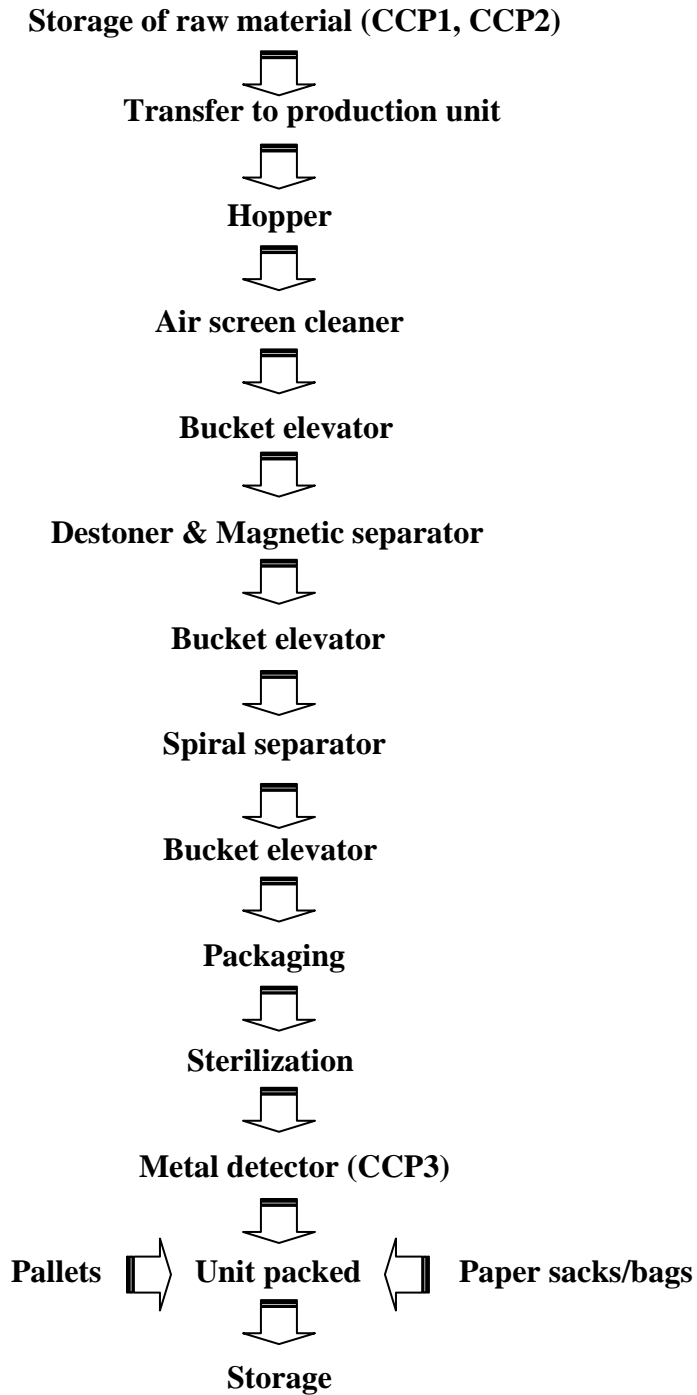 Storage of raw material (CCP1, CCP2)
Transfer to production unit
Hopper
Air screen cleaner
Bucket elevator
Destoner & Magnetic separator
Bucket elevator
Spiral separator
Bucket elevator
Packaging
Sterilization
Metal detector (CCP3)
Pallets Unit packed Paper sacks/bags
Storage